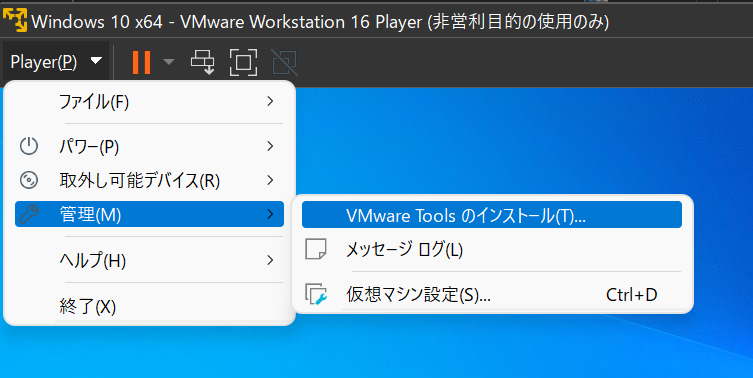 Windows 10 x64 - VMware Workstation 16 Player (非営利目的の使用のみ)
Player(P)
ファイル(F)
パワー(P)
取外し可能デバイス(R)
管理(M)
VMware Tools のインストール(T)...
メッセージ ログ(L)
ヘルプ(H)
仮想マシン設定(S)... Ctrl+D
終了(X)